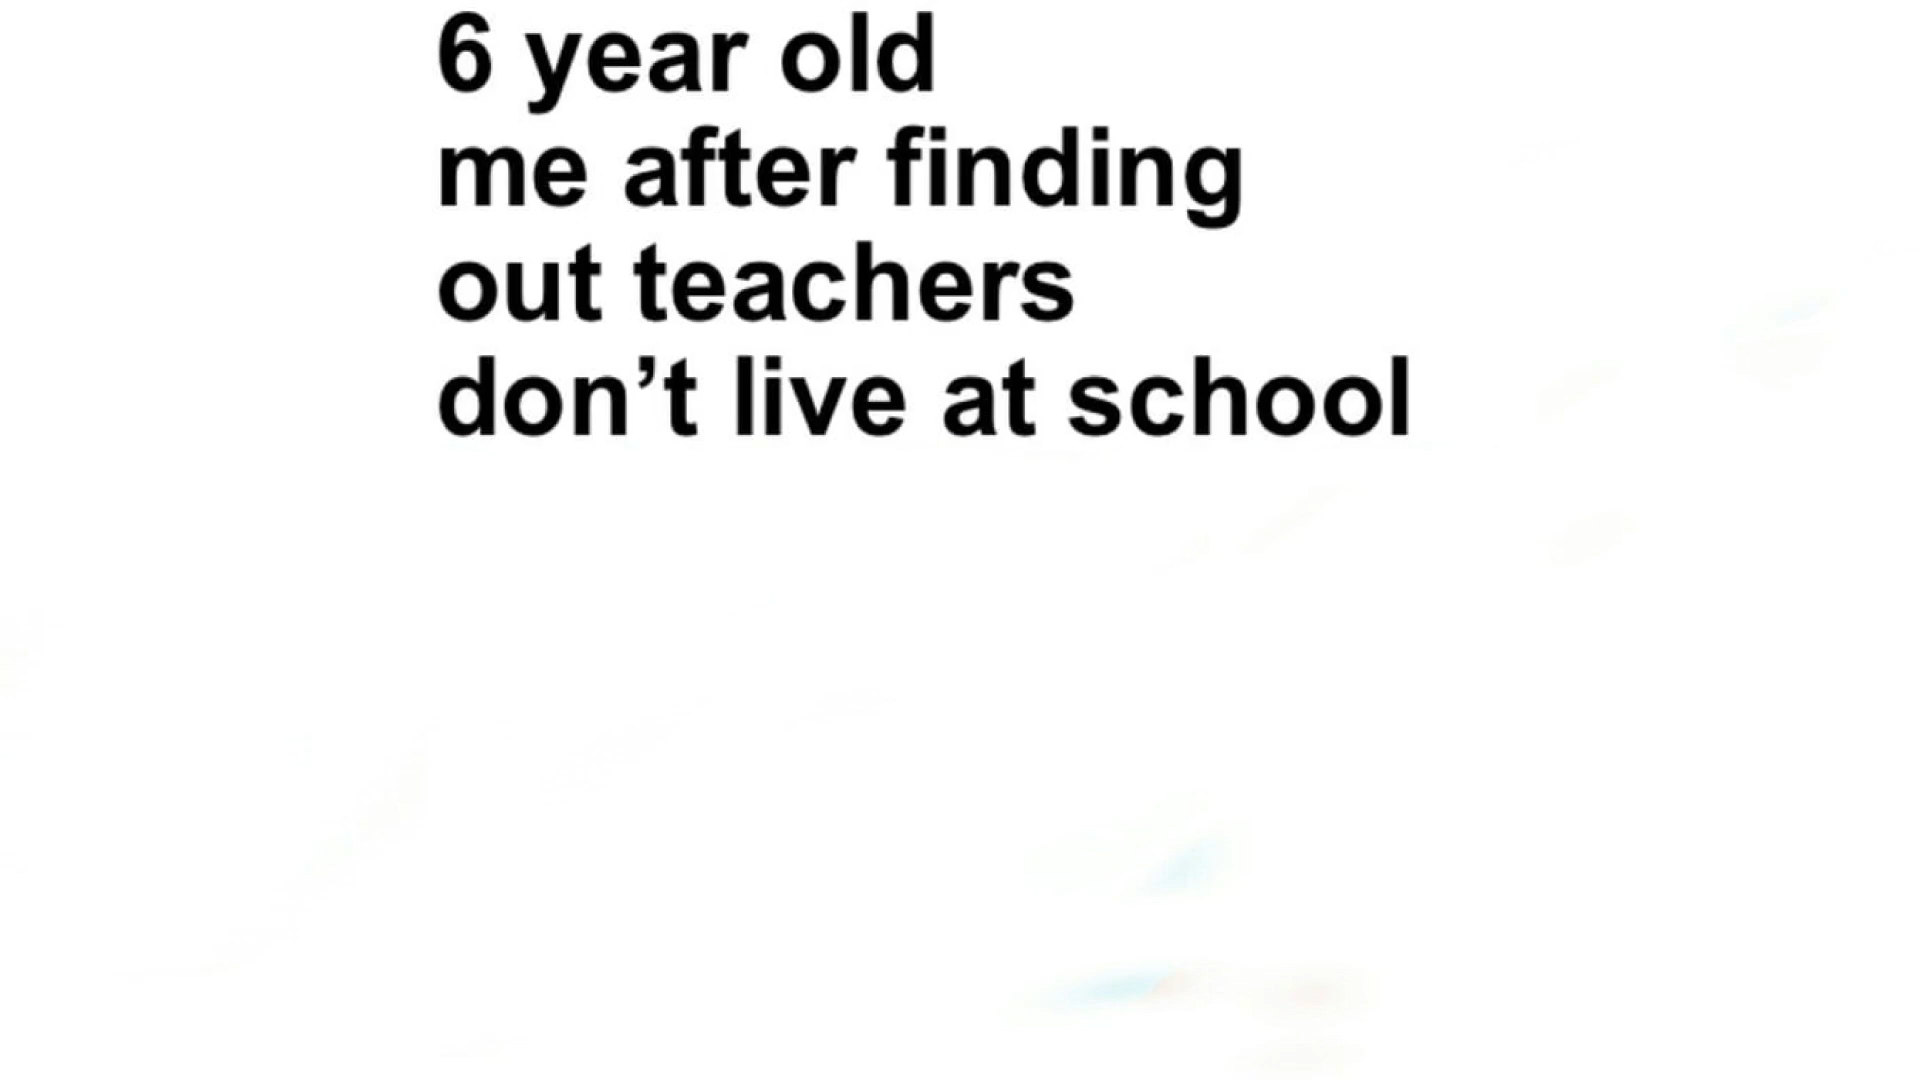 6 year old
me after finding
out teachers
don’t live at school